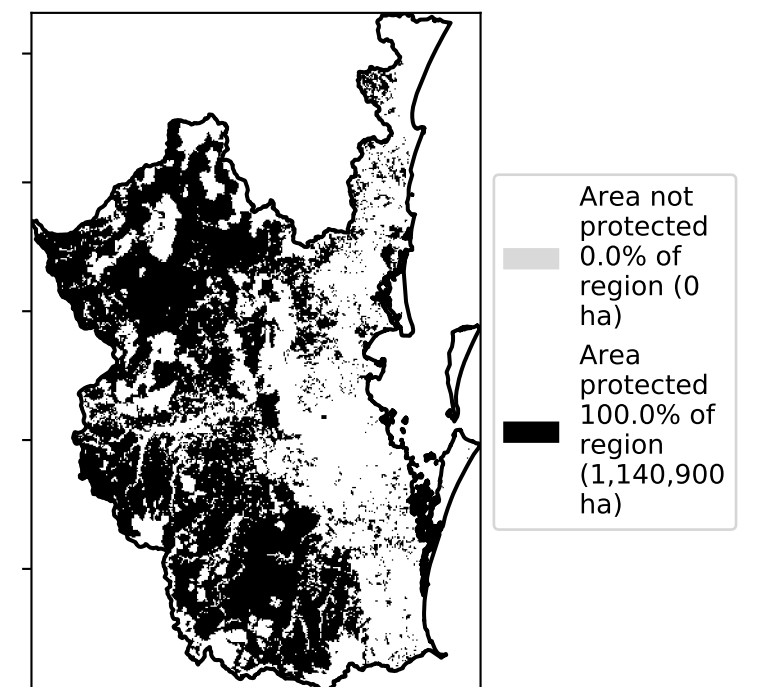 Area not
protected
0.0% of
region (0
ha)
Area
protected
100.0% of
region
(1,140,900
ha)